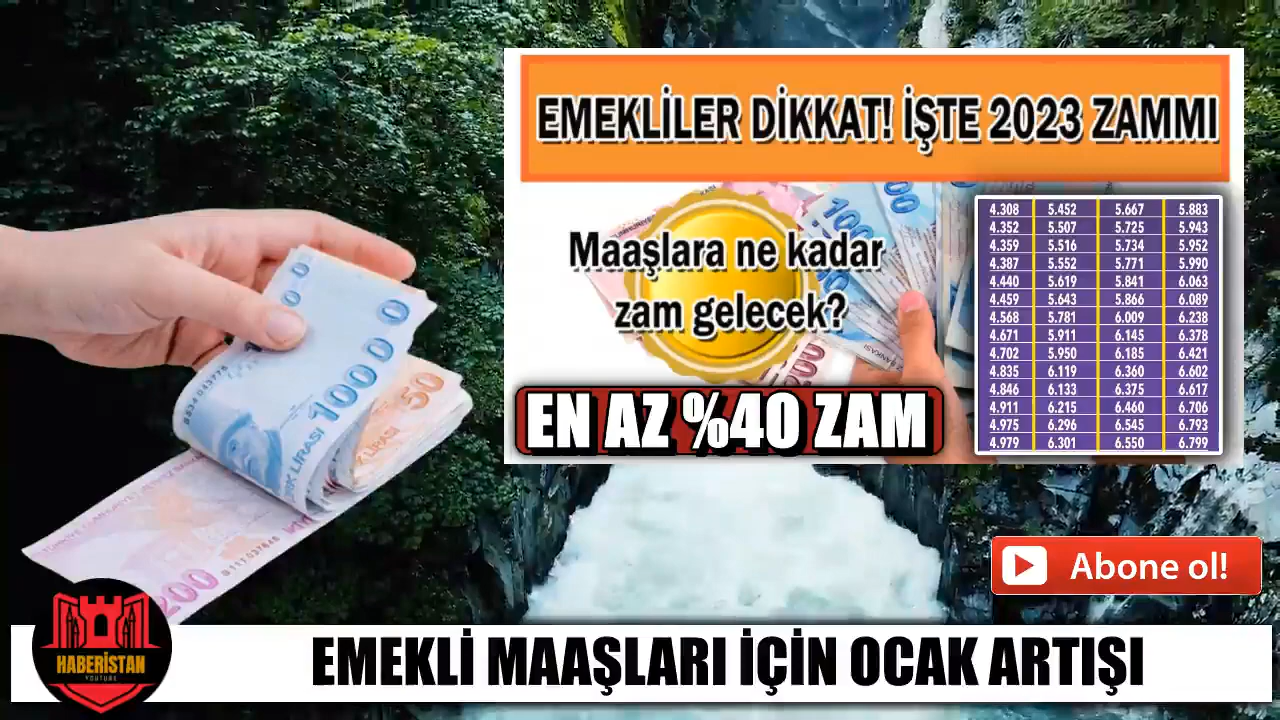 EMEKLİLER DİKKAT! İŞTE 2023 ZAMMI
Maaşlara ne kadar
zam gelecek?
EN AZ %40 ZAM
4.308 5.452 5.667 5.883
4.352 5.507 5.725 5.943
4.359 5.516 5.734 5.952
4.387 5.552 5.771 5.990
4.440 5.619 5.841 6.063
4.459 5.643 5.866 6.089
4.568 5.781 6.009 6.238
4.671 5.911 6.145 6.378
4.702 5.950 6.185 6.421
4.835 6.119 6.360 6.602
4.846 6.133 6.375 6.617
4.911 6.215 6.460 6.706
4.975 6.296 6.545 6.793
4.979 6.301 6.550 6.799
100
50
200
Abone ol!
HABERİSTAN
YOUTUBE
EMEKLİ MAAŞLARI İÇİN OCAK ARTIŞI